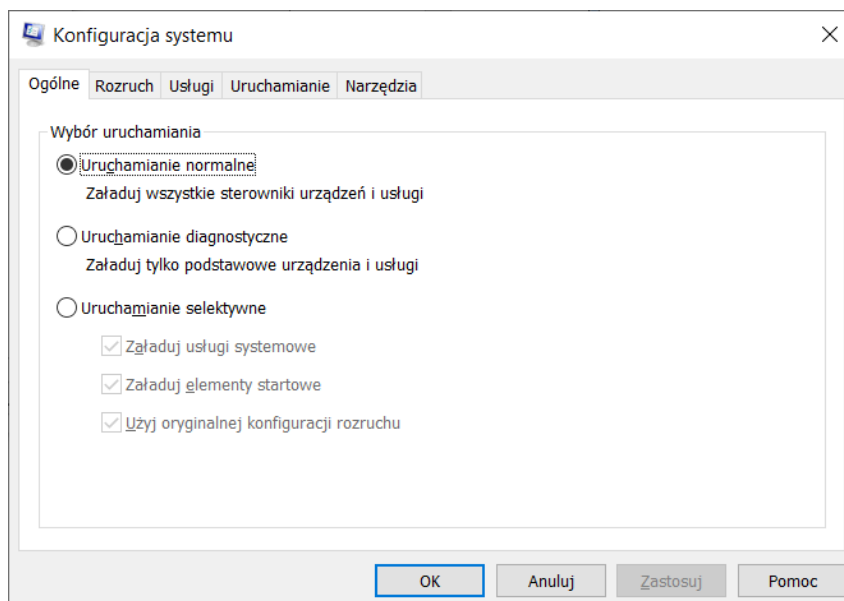 Konfiguracja systemu
Ogólne Rozruch Usługi Uruchamianie Narzędzia
Wybór uruchamiania
Uruchamianie normalne
Załaduj wszystkie sterowniki urządzeń i usługi
Uruchamianie diagnostyczne
Załaduj tylko podstawowe urządzenia i usługi
Uruchamianie selektywne
Załaduj usługi systemowe
Załaduj elementy startowe
Użyj oryginalnej konfiguracji rozruchu
OK Anuluj Zastosuj Pomoc